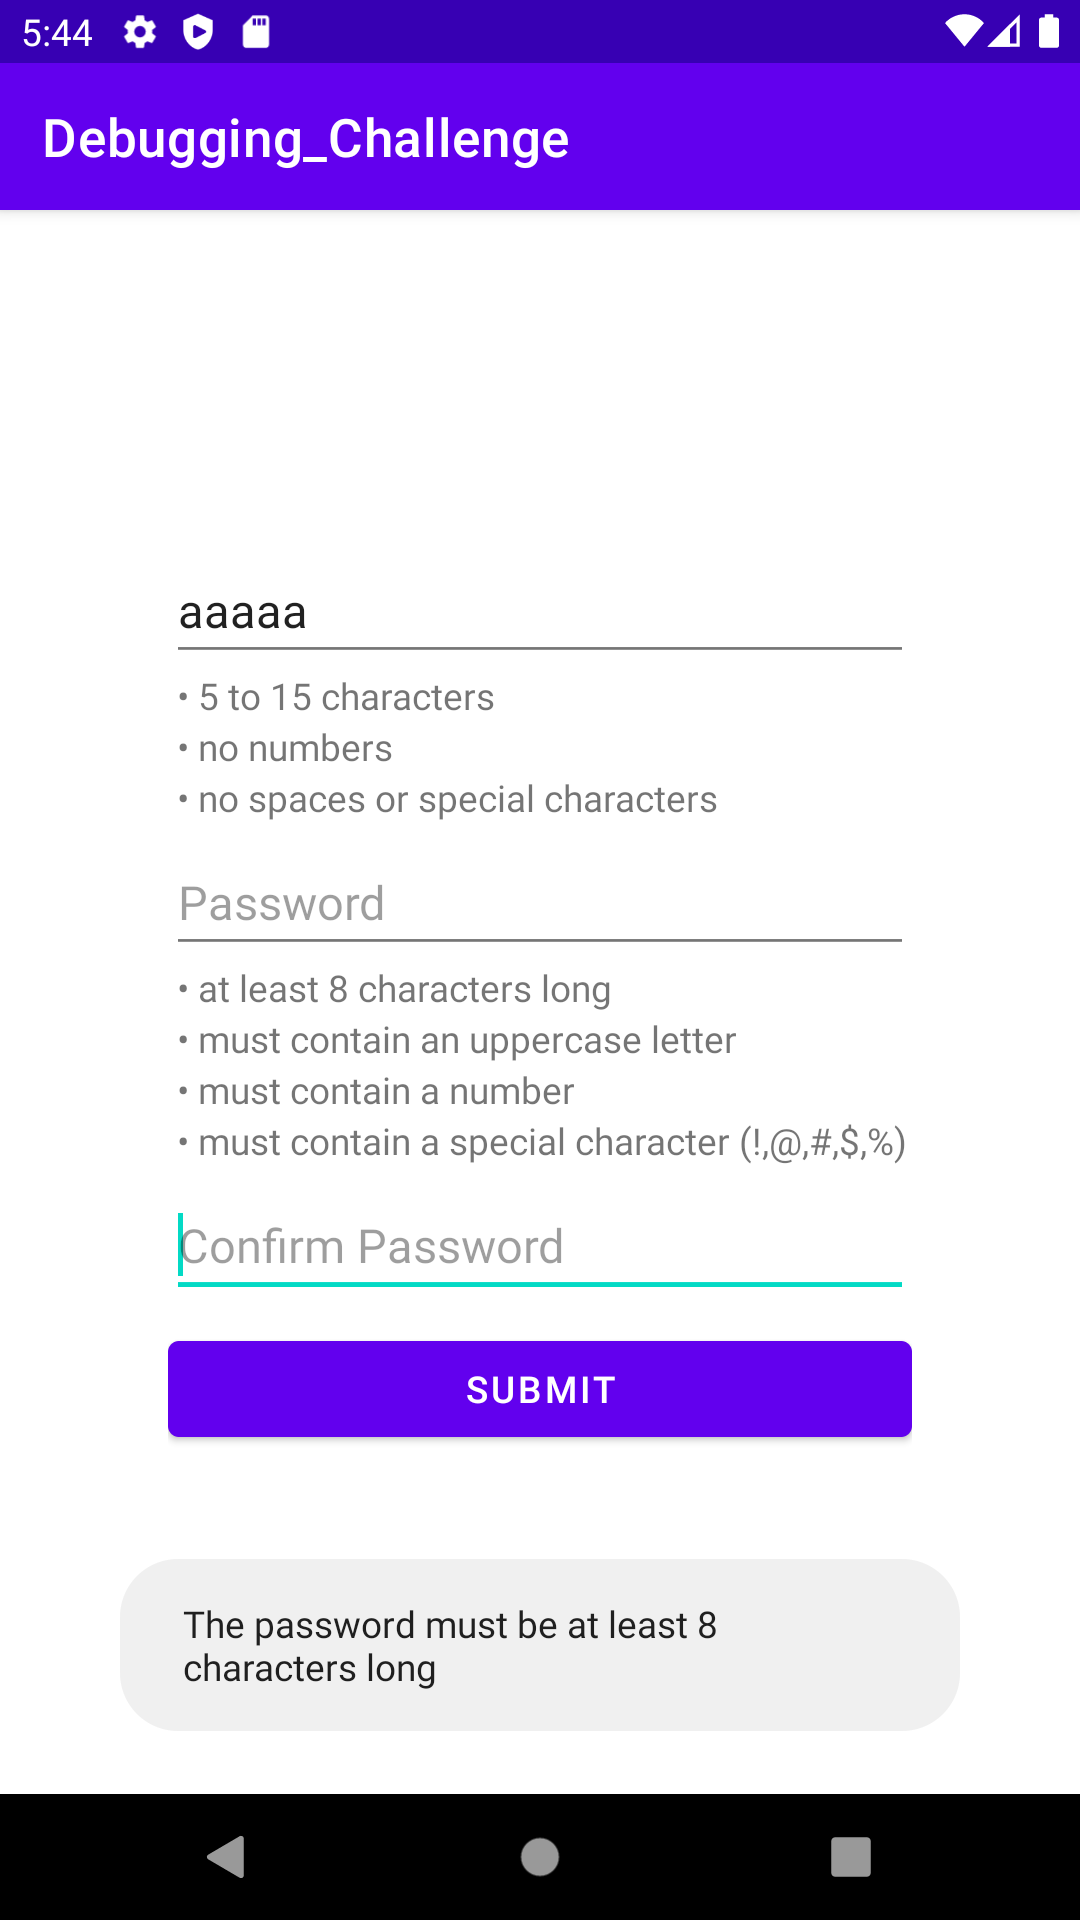 5:44
Debugging_Challenge
aaaaa
• 5 to 15 characters
• no numbers
• no spaces or special characters
Password
• at least 8 characters long
• must contain an uppercase letter
• must contain a number
• must contain a special character (!,@,#,$,%)
Confirm Password
SUBMIT
The password must be at least 8
characters long